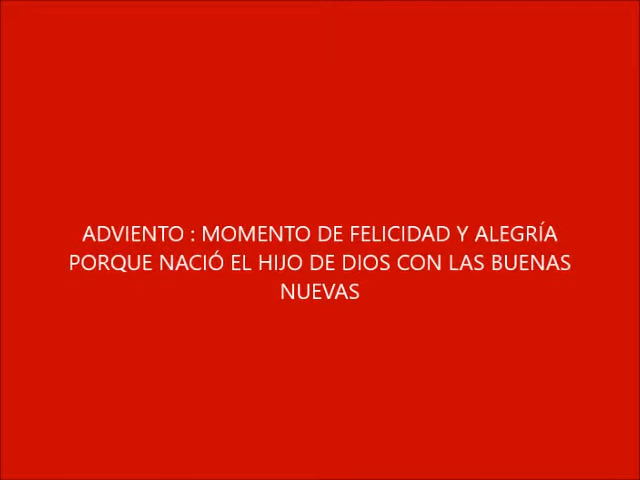 ADVIENTO : MOMENTO DE FELICIDAD Y ALEGRÍA
PORQUE NACIÓ EL HIJO DE DIOS CON LAS BUENAS
NUEVAS